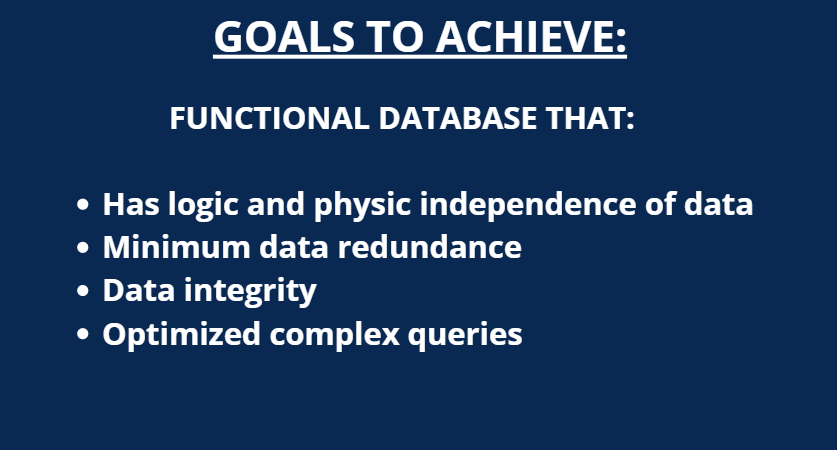 GOALS TO ACHIEVE:
FUNCTIONAL DATABASE THAT:
• Has logic and physic independence of data
• Minimum data redundance
• Data integrity
• Optimized complex queries